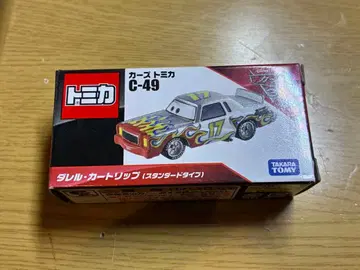 トミカ
カーズ トミカ
C-49
17
TAKARA
TOMY
ダレル・カートリップ(スタンダードタイプ)